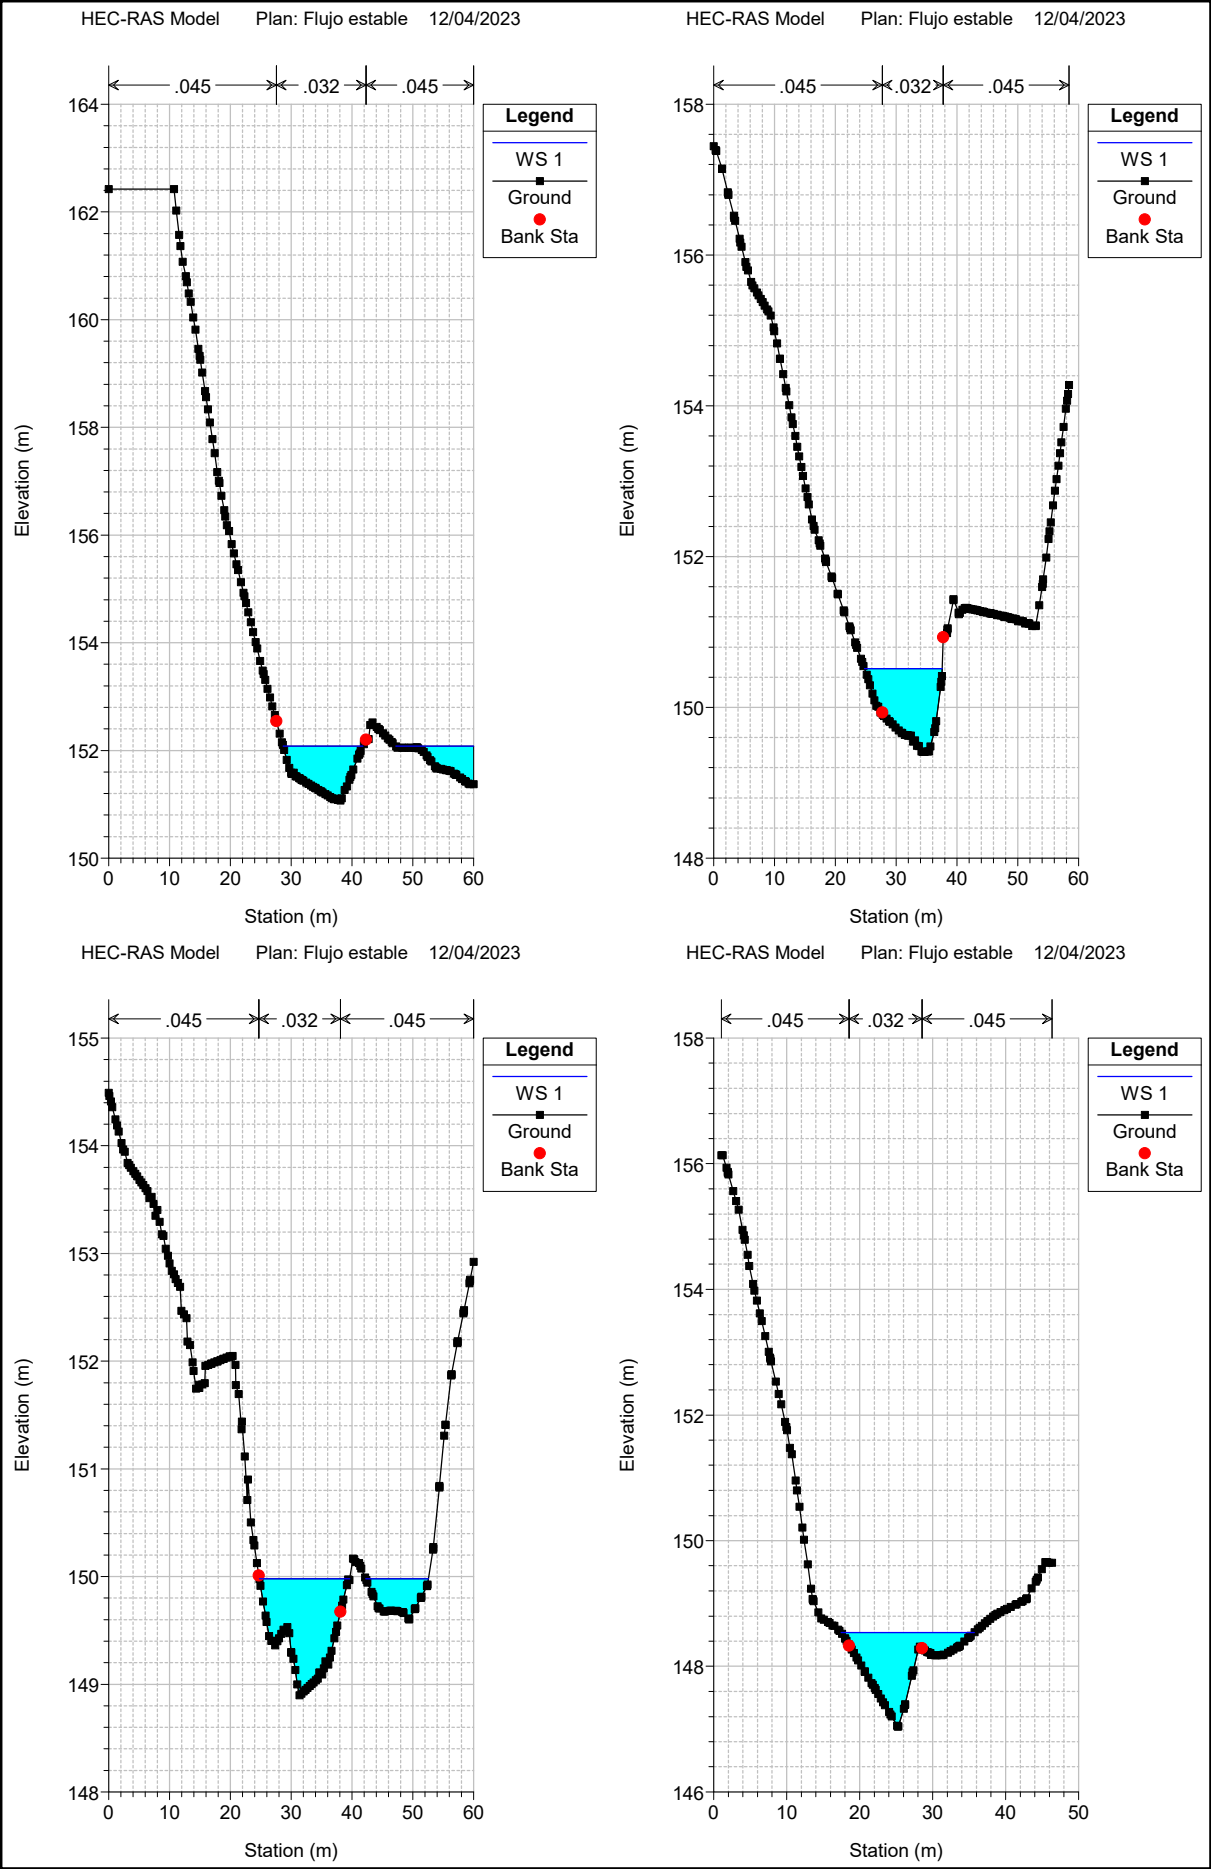 HEC-RAS Model Plan: Flujo estable 12/04/2023
.045 .032 .045
Legend
WS 1
Ground
Bank Sta
Elevation (m)
164
162
160
158
156
154
152
150
0 10 20 30 40 50 60
Station (m)
HEC-RAS Model Plan: Flujo estable 12/04/2023
.045 .032 .045
Legend
WS 1
Ground
Bank Sta
Elevation (m)
158
156
154
152
150
148
0 10 20 30 40 50 60
Station (m)
HEC-RAS Model Plan: Flujo estable 12/04/2023
.045 .032 .045
Legend
WS 1
Ground
Bank Sta
Elevation (m)
155
154
153
152
151
150
149
148
0 10 20 30 40 50 60
Station (m)
HEC-RAS Model Plan: Flujo estable 12/04/2023
.045 .032 .045
Legend
WS 1
Ground
Bank Sta
Elevation (m)
158
156
154
152
150
148
146
0 10 20 30 40 50
Station (m)